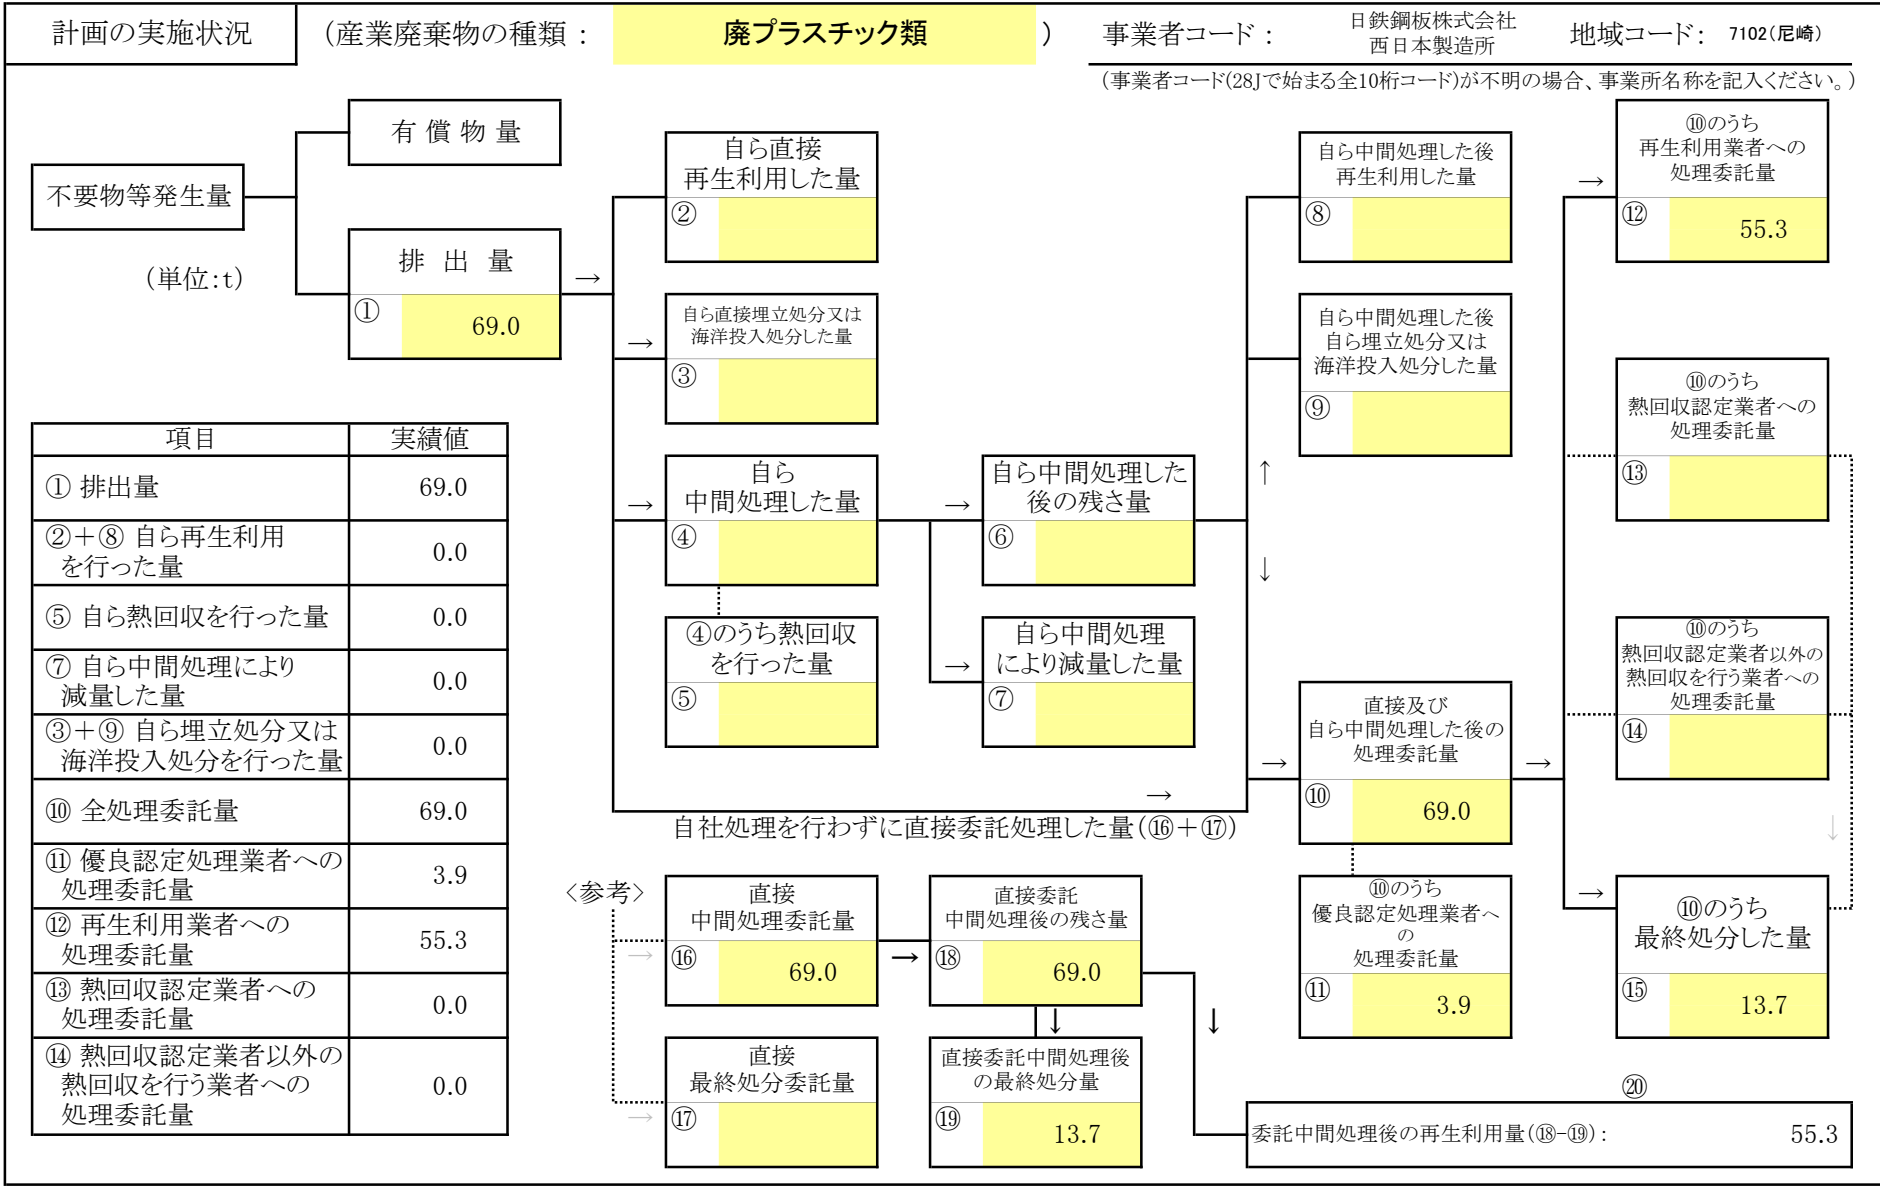 計画の実施状況
（産業廃棄物の種類：
廃プラスチック類
）
事業者コード：
日鉄鋼板株式会社
西日本製造所
地域コード：
7102(尼崎)
（事業者コード(28Jで始まる全10桁コード)が不明の場合、事業所名称を記入ください。）
不要物等発生量
（単位：t）
有 償 物 量
排 出 量
①
69.0
→
自ら直接
再生利用した量
②
→
自ら直接埋立処分又は
海洋投入処分した量
③
→
自ら
中間処理した量
④
④のうち熱回収
を行った量
⑤
→
自ら中間処理した
後の残さ量
⑥
→
自ら中間処理
により減量した量
⑦
↑
↓
自ら中間処理した後
再生利用した量
⑧
自ら中間処理した後
自ら埋立処分又は
海洋投入処分した量
⑨
→
直接及び
自ら中間処理した後の
処理委託量
⑩
69.0
→
⑩のうち
優良認定処理業者へ
の
処理委託量
⑪
3.9
→
⑩のうち
再生利用業者への
処理委託量
⑫
55.3
⑩のうち
熱回収認定業者への
処理委託量
⑬
⑩のうち
熱回収認定業者以外の
熱回収を行う業者への
処理委託量
⑭
↓
→
⑩のうち
最終処分した量
⑮
13.7
→
自社処理を行わずに直接委託処理した量（⑯＋⑰）
＜参考＞
→
直接
中間処理委託量
⑯
69.0
→
直接委託
中間処理後の残さ量
⑱
69.0
→
直接
最終処分委託量
⑰
↓
直接委託中間処理後
の最終処分量
⑲
13.7
↓
⑳
委託中間処理後の再生利用量(⑱-⑲)：
55.3
項目 実績値
① 排出量 69.0
②＋⑧ 自ら再生利用
を行った量 0.0
⑤ 自ら熱回収を行った量 0.0
⑦ 自ら中間処理により
減量した量 0.0
③＋⑨ 自ら埋立処分又は
海洋投入処分を行った量 0.0
⑩ 全処理委託量 69.0
⑪ 優良認定処理業者への
処理委託量 3.9
⑫ 再生利用業者への
処理委託量 55.3
⑬ 熱回収認定業者への
処理委託量 0.0
⑭ 熱回収認定業者以外の
熱回収を行う業者への
処理委託量 0.0